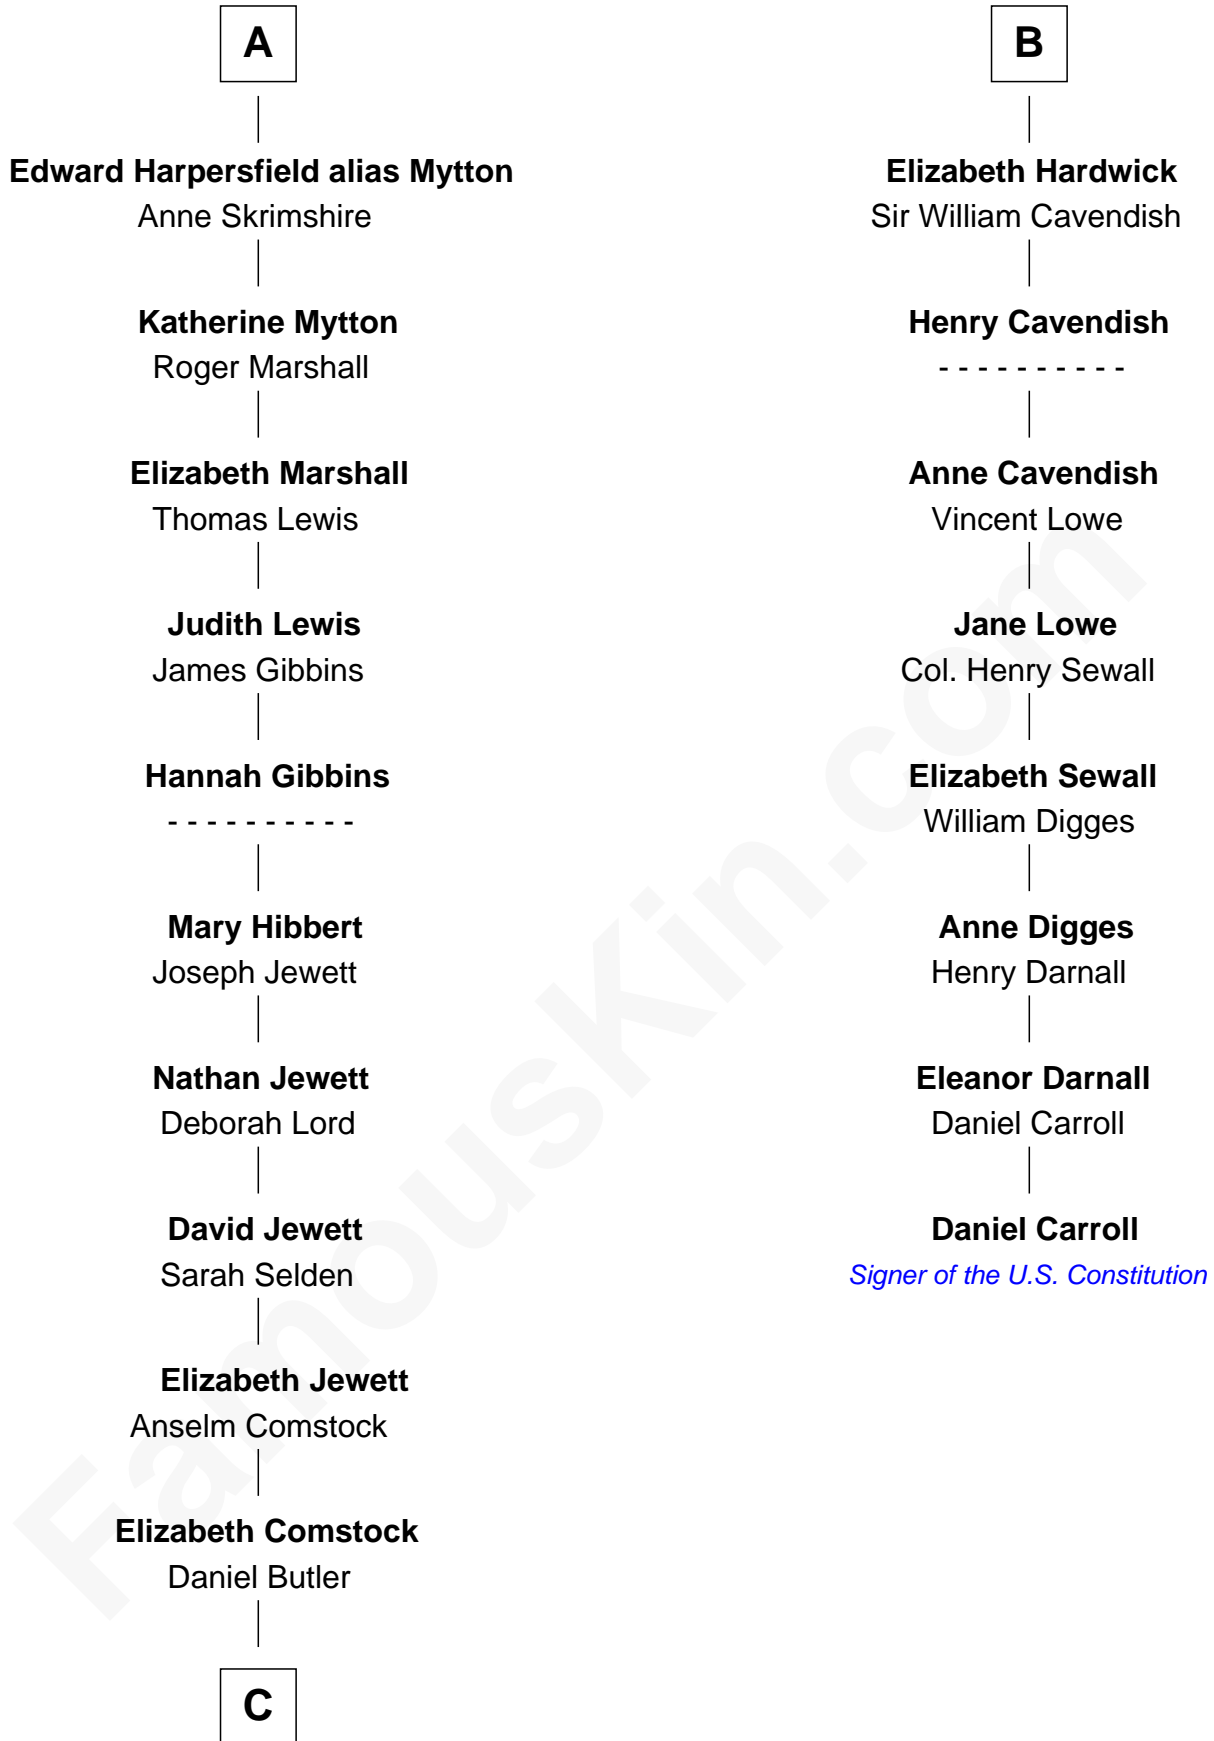 A
Edward Harpersfield alias Mytton
Anne Skrimshire
Katherine Mytton
Roger Marshall
Elizabeth Marshall
Thomas Lewis
Judith Lewis
James Gibbins
Hannah Gibbins
- - - - - - - - - -
Mary Hibbert
Joseph Jewett
Nathan Jewett
Deborah Lord
David Jewett
Sarah Selden
Elizabeth Jewett
Anselm Comstock
Elizabeth Comstock
Daniel Butler
C
B
Elizabeth Hardwick
Sir William Cavendish
Henry Cavendish
- - - - - - - - - -
Anne Cavendish
Vincent Lowe
Jane Lowe
Col. Henry Sewall
Elizabeth Sewall
William Digges
Anne Digges
Henry Darnall
Eleanor Darnall
Daniel Carroll
Daniel Carroll
Signer of the U.S. Constitution
FamousKin.com